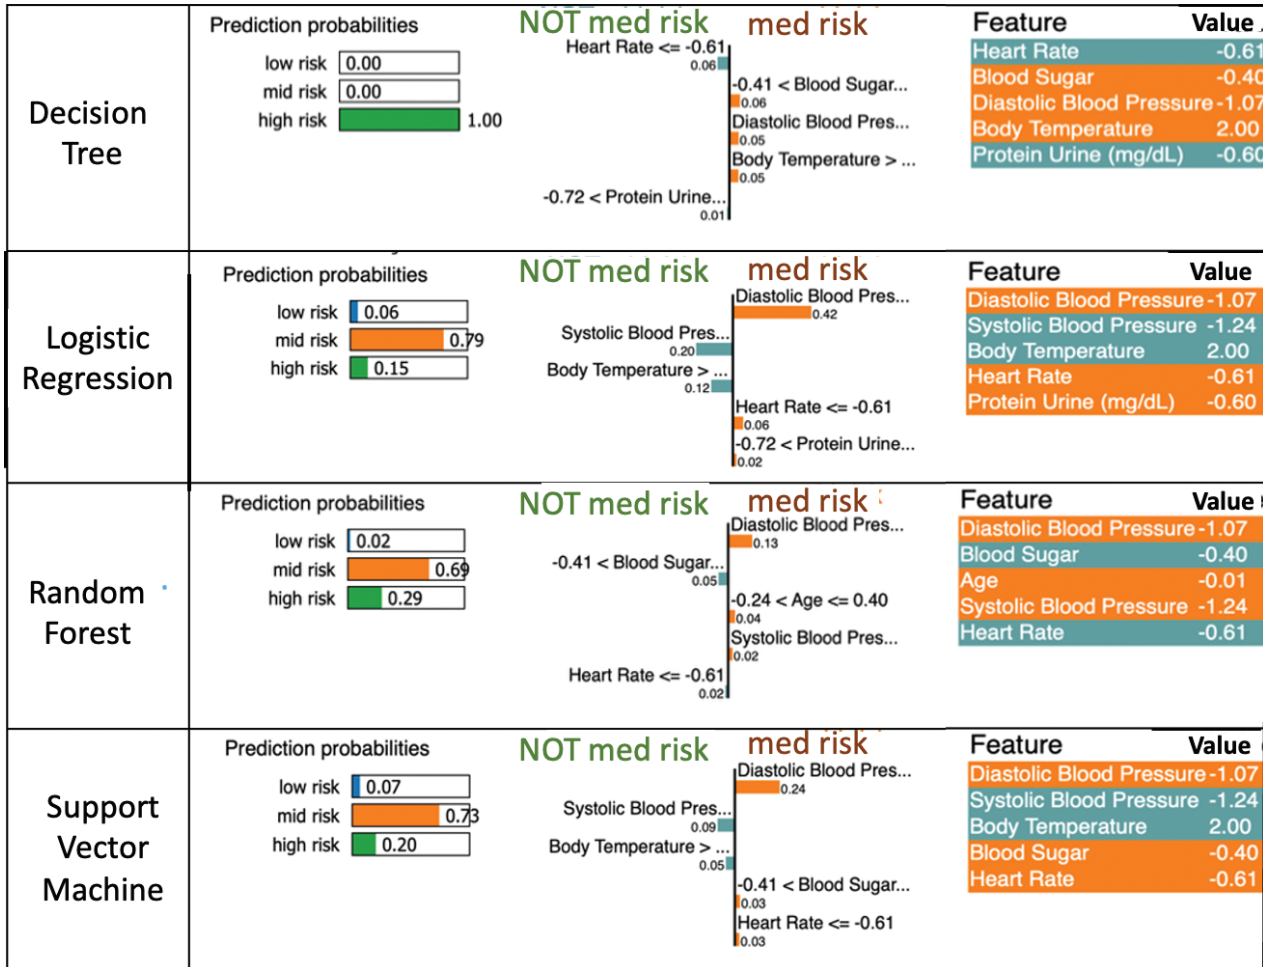 Decision
Tree
Prediction probabilities
low risk 0.00
mid risk 0.00
high risk 1.00
NOT med risk med risk
Heart Rate <= -0.61
0.06
-0.41 < Blood Sugar...
0.06
Diastolic Blood Pres...
0.05
Body Temperature > ...
0.05
-0.72 < Protein Urine...
0.01
Feature Value
Heart Rate -0.61
Blood Sugar -0.40
Diastolic Blood Pressure -1.07
Body Temperature 2.00
Protein Urine (mg/dL) -0.60
Logistic
Regression
Prediction probabilities
low risk 0.06
mid risk 0.79
high risk 0.15
NOT med risk med risk
Diastolic Blood Pres...
0.42
Systolic Blood Pres...
0.20
Body Temperature > ...
0.12
Heart Rate <= -0.61
0.06
-0.72 < Protein Urine...
0.02
Feature Value
Diastolic Blood Pressure -1.07
Systolic Blood Pressure -1.24
Body Temperature 2.00
Heart Rate -0.61
Protein Urine (mg/dL) -0.60
Random
Forest
Prediction probabilities
low risk 0.02
mid risk 0.69
high risk 0.29
NOT med risk med risk
Diastolic Blood Pres...
0.13
-0.41 < Blood Sugar...
0.05
-0.24 < Age <= 0.40
0.04
Systolic Blood Pres...
0.02
Heart Rate <= -0.61
0.02
Feature Value
Diastolic Blood Pressure -1.07
Blood Sugar -0.40
Age -0.01
Systolic Blood Pressure -1.24
Heart Rate -0.61
Support
Vector
Machine
Prediction probabilities
low risk 0.07
mid risk 0.73
high risk 0.20
NOT med risk med risk
Diastolic Blood Pres...
0.24
Systolic Blood Pres...
0.09
Body Temperature > ...
0.05
-0.41 < Blood Sugar...
0.03
Heart Rate <= -0.61
0.03
Feature Value
Diastolic Blood Pressure -1.07
Systolic Blood Pressure -1.24
Body Temperature 2.00
Blood Sugar -0.40
Heart Rate -0.61